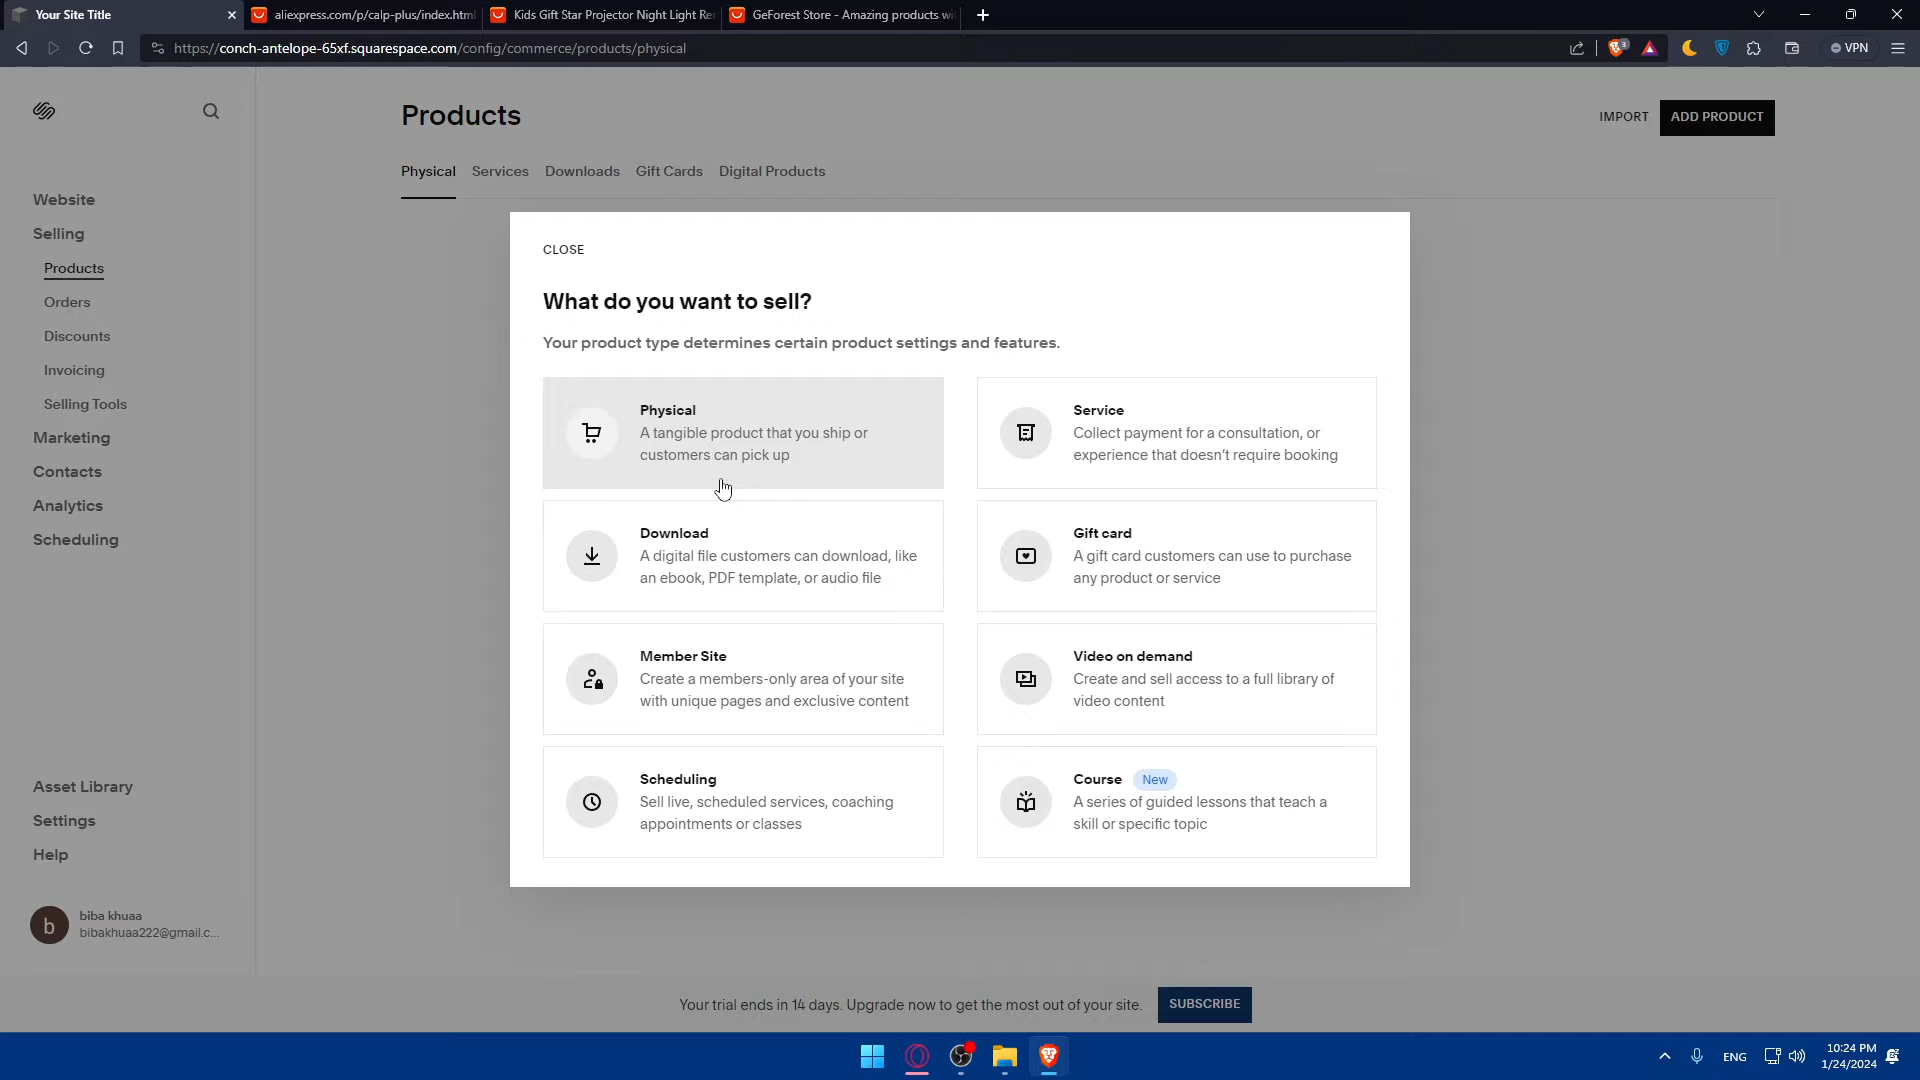 Your Site Title
aliexpress.com/p/calp-plus/index.html
Kids Gift Star Projector Night Light Re
GeForest Store - Amazing products wi
https://conch-antelope-65xf.squarespace.com/config/commerce/products/physical
3
VPN
Products
IMPORT
ADD PRODUCT
Physical
Services
Downloads
Gift Cards
Digital Products
Website
Selling
Products
Orders
Discounts
Invoicing
Selling Tools
Marketing
Contacts
Analytics
Scheduling
Asset Library
Settings
Help
b
biba khuaa
bibakhuaa222@gmail.c...
CLOSE
What do you want to sell?
Your product type determines certain product settings and features.
Physical
A tangible product that you ship or
customers can pick up
Service
Collect payment for a consultation, or
experience that doesn't require booking
Download
A digital file customers can download, like
an ebook, PDF template, or audio file
Gift card
A gift card customers can use to purchase
any product or service
Member Site
Create a members-only area of your site
with unique pages and exclusive content
Video on demand
Create and sell access to a full library of
video content
Scheduling
Sell live, scheduled services, coaching
appointments or classes
Course New
A series of guided lessons that teach a
skill or specific topic
Your trial ends in 14 days. Upgrade now to get the most out of your site.
SUBSCRIBE
ENG
10:24 PM
1/24/2024